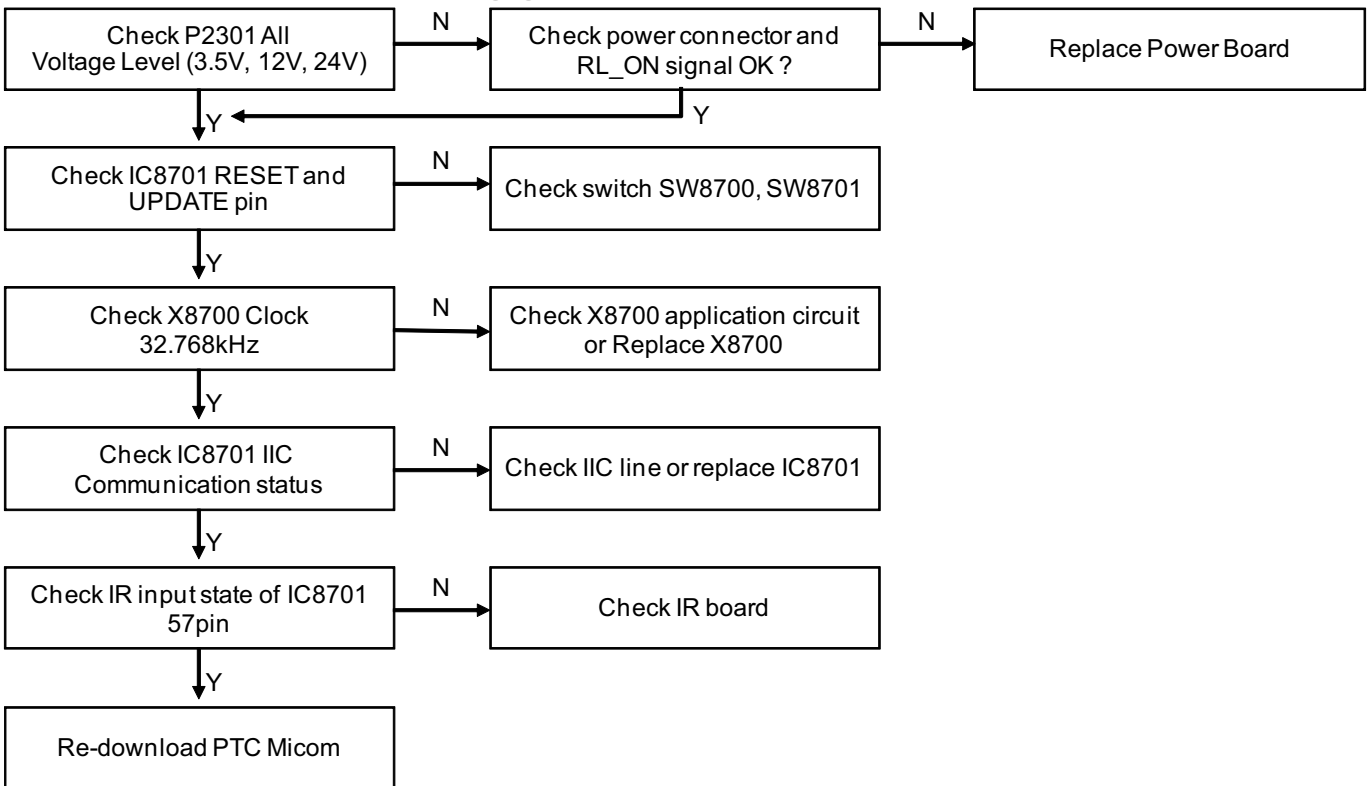 Check P2301 All
Voltage Level (3.5V, 12V, 24V)
N
Check power connector and
RL_ON signal OK ?
N
Replace Power Board
Y
Y
Check IC8701 RESET and
UPDATE pin
N
Check switch SW8700, SW8701
Y
Check X8700 Clock
32.768kHz
N
Check X8700 application circuit
or Replace X8700
Y
Check IC8701 IIC
Communication status
N
Check IIC line or replace IC8701
Y
Check IR input state of IC8701
57pin
N
Check IR board
Y
Re-download PTC Micom